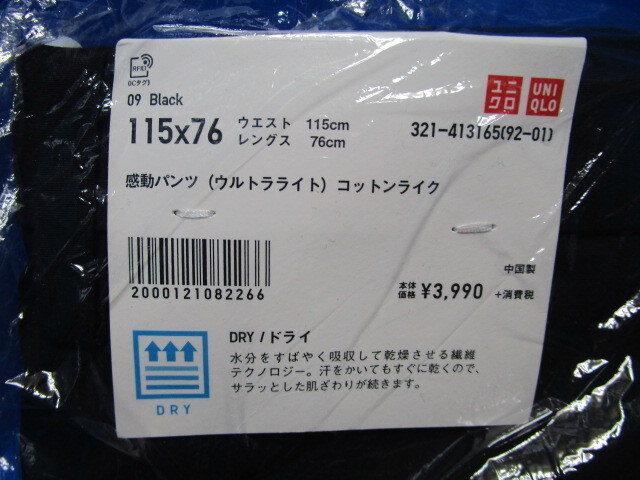 RFID
(ICタグ)
ユニ
クロ
UNI
QLO
09 Black
115x76
ウエスト 115cm
レングス 76cm
321-413165(92-01)
感動パンツ(ウルトラライト)コットンライク
中国製
2000121082266
本体
価格 ¥3,990 +消費税
DRY/ドライ
水分をすばやく吸収して乾燥させる繊維
テクノロジー。汗をかいてもすぐに乾くので、
サラッとした肌ざわりが続きます。
DRY